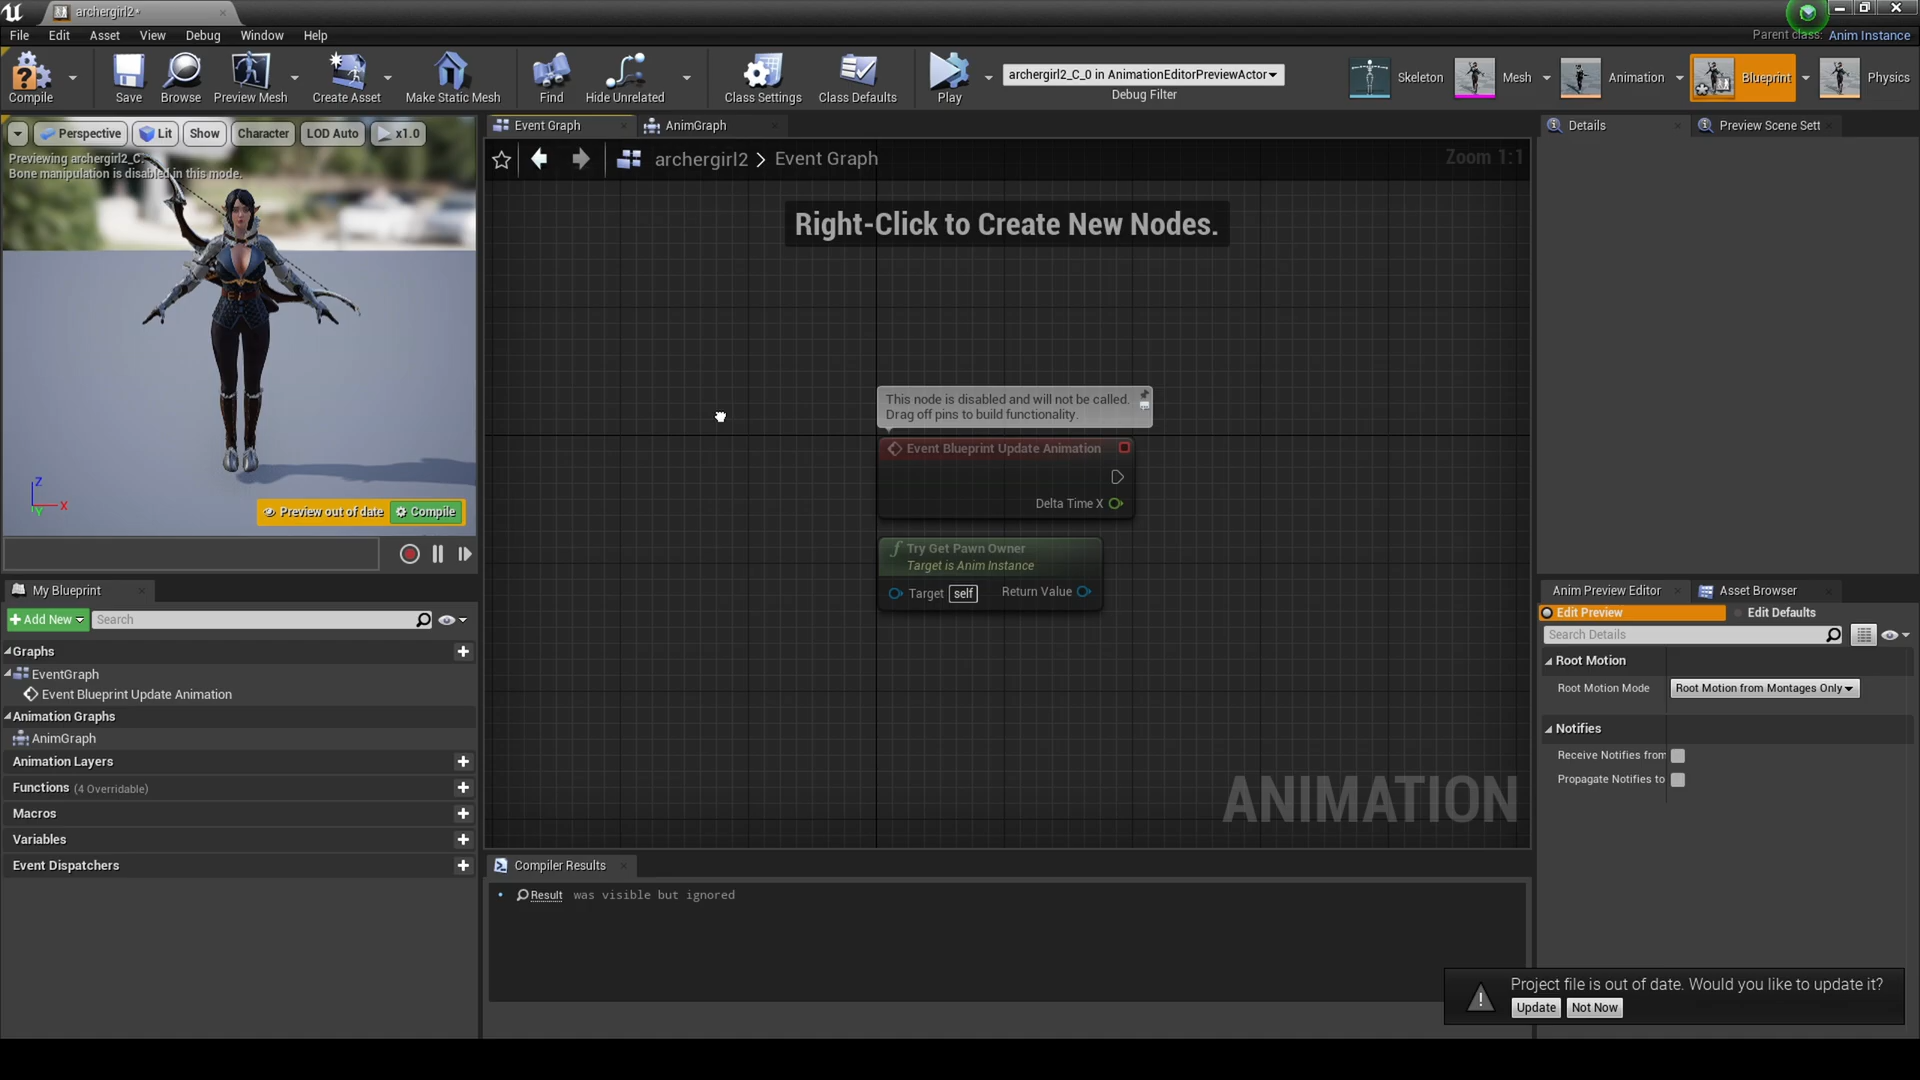 archergirl2*
File Edit Asset View Debug Window Help
Parent class: Anim Instance
Compile
Save
Browse
Preview Mesh
Create Asset
Make Static Mesh
Find
Hide Unrelated
Class Settings
Class Defaults
Play
archergirl2_C_0 in AnimationEditorPreviewActor
Debug Filter
Skeleton
Mesh
Animation
Blueprint
Physics
Perspective
Lit
Show
Character
LOD Auto
x1.0
Previewing archergirl2_C.
Bone manipulation is disabled in this mode.
Z
X
Y
Preview out of date
Compile
My Blueprint
Add New
Search
Graphs
EventGraph
Event Blueprint Update Animation
Animation Graphs
AnimGraph
Animation Layers
Functions (4 Overridable)
Macros
Variables
Event Dispatchers
Event Graph
AnimGraph
archergirl2 > Event Graph
Zoom 1:1
Right-Click to Create New Nodes.
This node is disabled and will not be called.
Drag off pins to build functionality.
Event Blueprint Update Animation
Delta Time X
Try Get Pawn Owner
Target is Anim Instance
Target self
Return Value
ANIMATION
Compiler Results
Result was visible but ignored
Details
Preview Scene Sett
Anim Preview Editor
Asset Browser
Edit Preview
Edit Defaults
Search Details
Root Motion
Root Motion Mode
Root Motion from Montages Only
Notifies
Receive Notifies from
Propagate Notifies to
Project file is out of date. Would you like to update it?
Update
Not Now